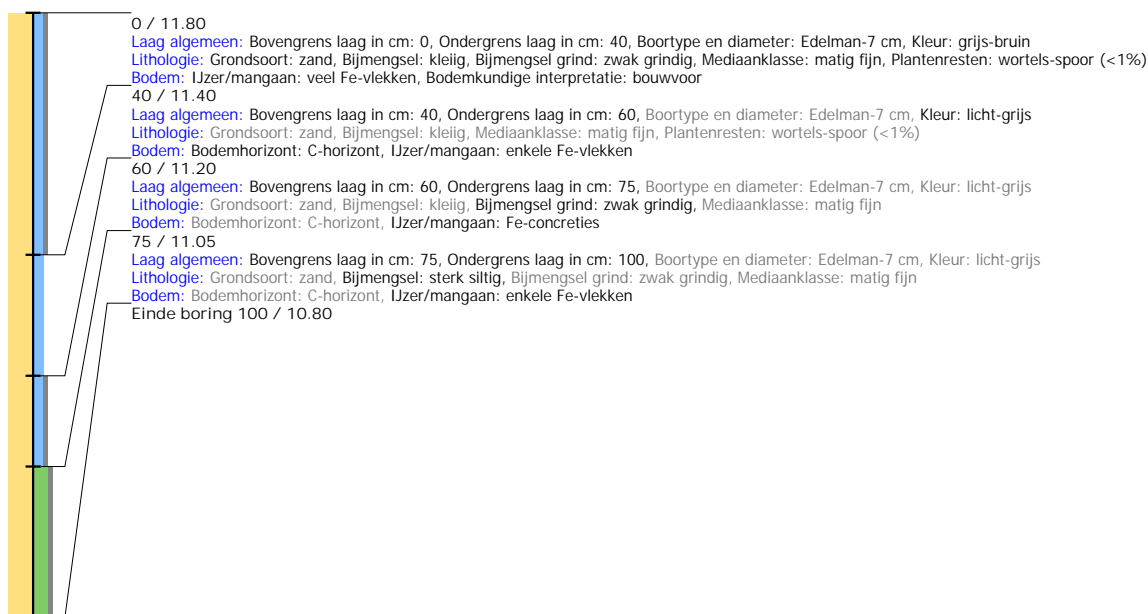 0 / 11.80
Laag algemeen: Bovengrens laag in cm: 0, Ondergrens laag in cm: 40, Boortype en diameter: Edelman-7 cm, Kleur: grijs-bruin
Lithologie: Grondsoort: zand, Bijmengsel: kleiig, Bijmengsel grind: zwak grindig, Mediaanklasse: matig fijn, Plantenresten: wortels-spoor (<1%)
Bodem: IJzer/mangaan: veel Fe-vlekken, Bodemkundige interpretatie: bouwvoor
40 / 11.40
Laag algemeen: Bovengrens laag in cm: 40, Ondergrens laag in cm: 60, Boortype en diameter: Edelman-7 cm, Kleur: licht-grijs
Lithologie: Grondsoort: zand, Bijmengsel: kleiig, Mediaanklasse: matig fijn, Plantenresten: wortels-spoor (<1%)
Bodem: Bodemhorizont: C-horizont, IJzer/mangaan: enkele Fe-vlekken
60 / 11.20
Laag algemeen: Bovengrens laag in cm: 60, Ondergrens laag in cm: 75, Boortype en diameter: Edelman-7 cm, Kleur: licht-grijs
Lithologie: Grondsoort: zand, Bijmengsel: kleiig, Bijmengsel grind: zwak grindig, Mediaanklasse: matig fijn
Bodem: Bodemhorizont: C-horizont, IJzer/mangaan: Fe-concreties
75 / 11.05
Laag algemeen: Bovengrens laag in cm: 75, Ondergrens laag in cm: 100, Boortype en diameter: Edelman-7 cm, Kleur: licht-grijs
Lithologie: Grondsoort: zand, Bijmengsel: sterk siltig, Bijmengsel grind: zwak grindig, Mediaanklasse: matig fijn
Bodem: Bodemhorizont: C-horizont, IJzer/mangaan: enkele Fe-vlekken
Einde boring 100 / 10.80